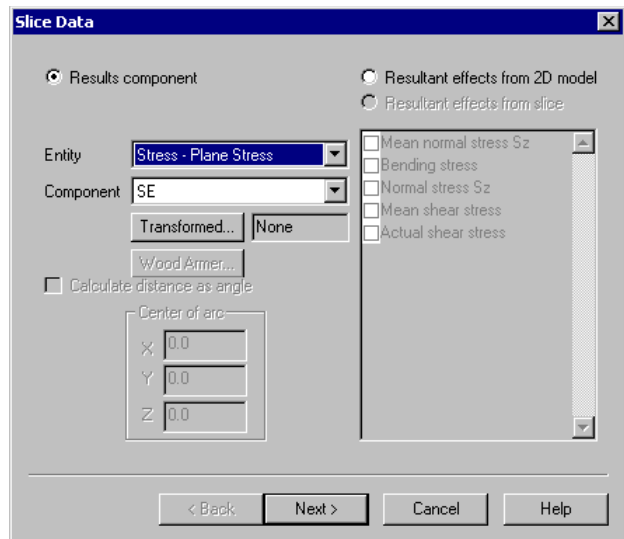 Slice Data
Results component
Resultant effects from 2D model
Resultant effects from slice
Entity
Stress - Plane Stress
Component
SE
Transformed...
None
Wood Armer...
Calculate distance as angle
Center of arc
X
0.0
Y
0.0
Z
0.0
Mean normal stress Sz
Bending stress
Normal stress Sz
Mean shear stress
Actual shear stress
< Back
Next >
Cancel
Help